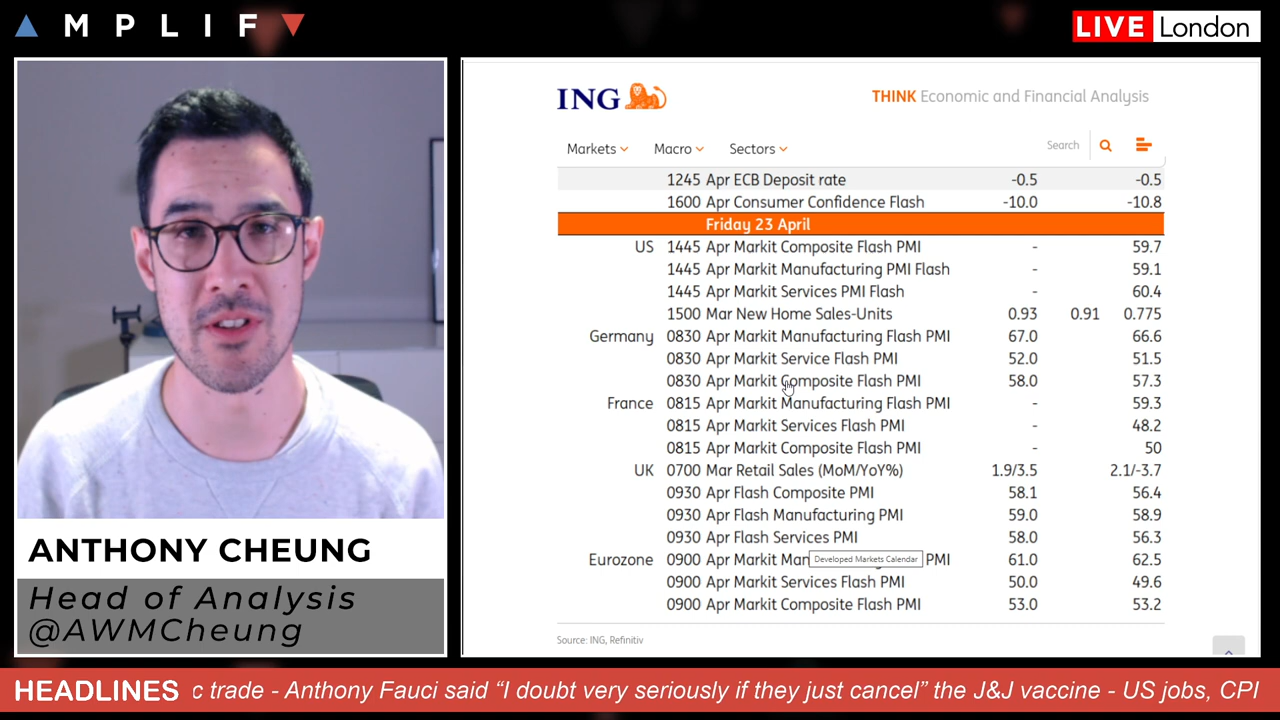 AMPLIFY
LIVE London
ING
THINK Economic and Financial Analysis
Markets Macro Sectors Search
1245 Apr ECB Deposit rate -0.5 -0.5
1600 Apr Consumer Confidence Flash -10.0 -10.8
Friday 23 April
US 1445 Apr Markit Composite Flash PMI - 59.7
1445 Apr Markit Manufacturing PMI Flash - 59.1
1445 Apr Markit Services PMI Flash - 60.4
1500 Mar New Home Sales-Units 0.93 0.91 0.775
Germany 0830 Apr Markit Manufacturing Flash PMI 67.0 66.6
0830 Apr Markit Service Flash PMI 52.0 51.5
0830 Apr Markit Composite Flash PMI 58.0 57.3
France 0815 Apr Markit Manufacturing Flash PMI - 59.3
0815 Apr Markit Services Flash PMI - 48.2
0815 Apr Markit Composite Flash PMI - 50
UK 0700 Mar Retail Sales (MoM/YoY%) 1.9/3.5 2.1/-3.7
0930 Apr Flash Composite PMI 58.1 56.4
0930 Apr Flash Manufacturing PMI 59.0 58.9
0930 Apr Flash Services PMI 58.0 56.3
Eurozone 0900 Apr Markit Man Developed Markets Calendar PMI 61.0 62.5
0900 Apr Markit Services Flash PMI 50.0 49.6
0900 Apr Markit Composite Flash PMI 53.0 53.2
Source: ING, Refinitiv
ANTHONY CHEUNG
Head of Analysis
@AWMCheung
HEADLINES c trade - Anthony Fauci said “I doubt very seriously if they just cancel” the J&J vaccine - US jobs, CPI